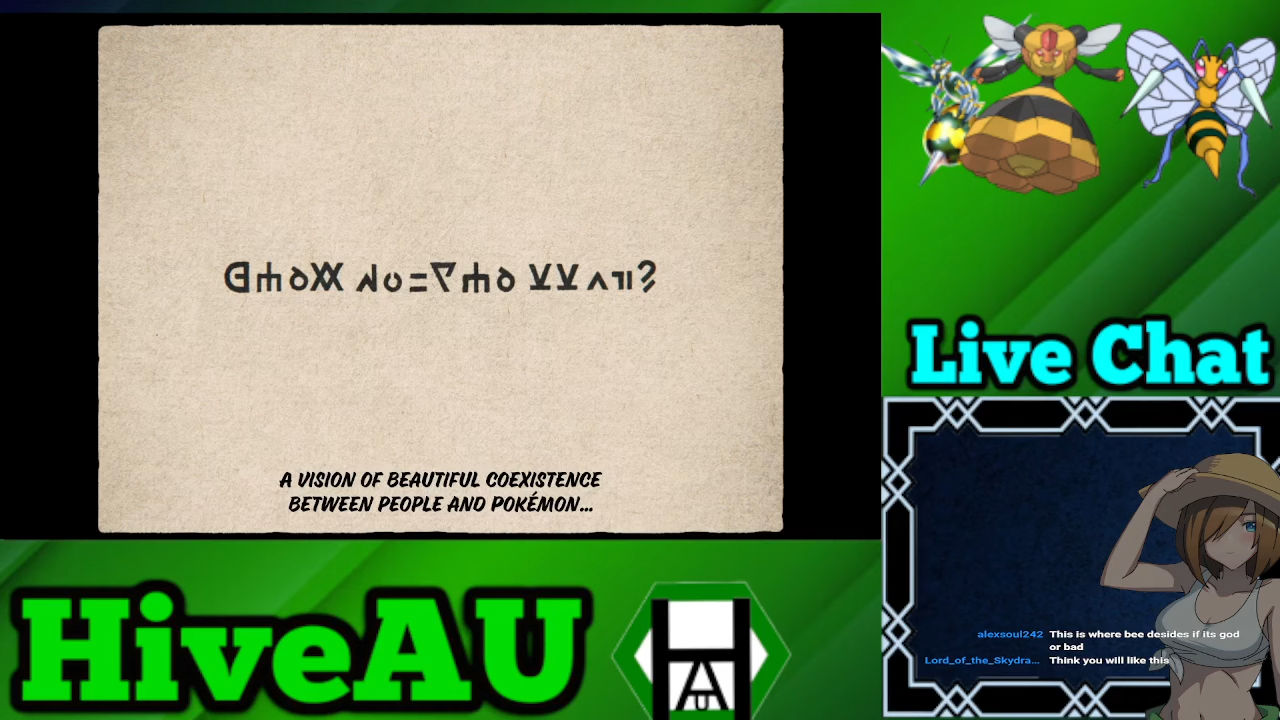 A VISION OF BEAUTIFUL COEXISTENCE
BETWEEN PEOPLE AND POKÉMON...
Live Chat
alexsoul242 This is where bee desides if its god
or bad
Lord_of_the_Skydra... Think you will like this
HiveAU
HAU